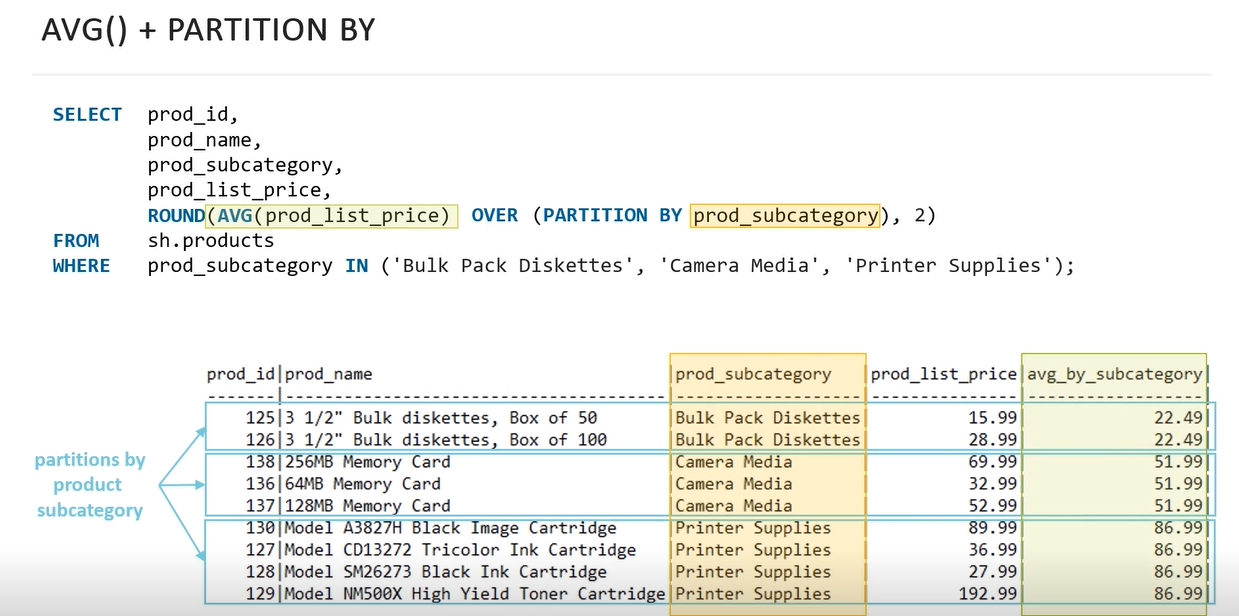 AVG() + PARTITION BY
SELECT prod_id,
prod_name,
prod_subcategory,
prod_list_price,
ROUND(AVG(prod_list_price) OVER (PARTITION BY prod_subcategory), 2)
FROM sh.products
WHERE prod_subcategory IN ('Bulk Pack Diskettes', 'Camera Media', 'Printer Supplies');
prod_id|prod_name |prod_subcategory |prod_list_price|avg_by_subcategory|
-------|---------------------------------------|-------------------|---------------|------------------|
125|3 1/2" Bulk diskettes, Box of 50 |Bulk Pack Diskettes| 15.99| 22.49|
126|3 1/2" Bulk diskettes, Box of 100 |Bulk Pack Diskettes| 28.99| 22.49|
138|256MB Memory Card |Camera Media | 69.99| 51.99|
136|64MB Memory Card |Camera Media | 32.99| 51.99|
137|128MB Memory Card |Camera Media | 52.99| 51.99|
130|Model A3827H Black Image Cartridge |Printer Supplies | 89.99| 86.99|
127|Model CD13272 Tricolor Ink Cartridge |Printer Supplies | 36.99| 86.99|
128|Model SM26273 Black Ink Cartridge |Printer Supplies | 27.99| 86.99|
129|Model NM500X High Yield Toner Cartridge|Printer Supplies | 192.99| 86.99|
partitions by
product
subcategory